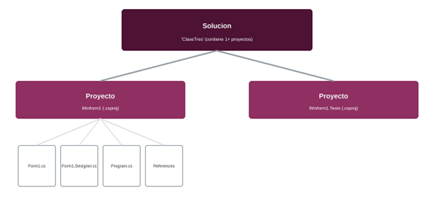 Solucion
'ClaseTres' (contiene 1+ proyectos)
Proyecto
Winform1 (.csproj)
Proyecto
Winform1.Tests (.csproj)
Form1.cs
Form1.Designer.cs
Program.cs
References